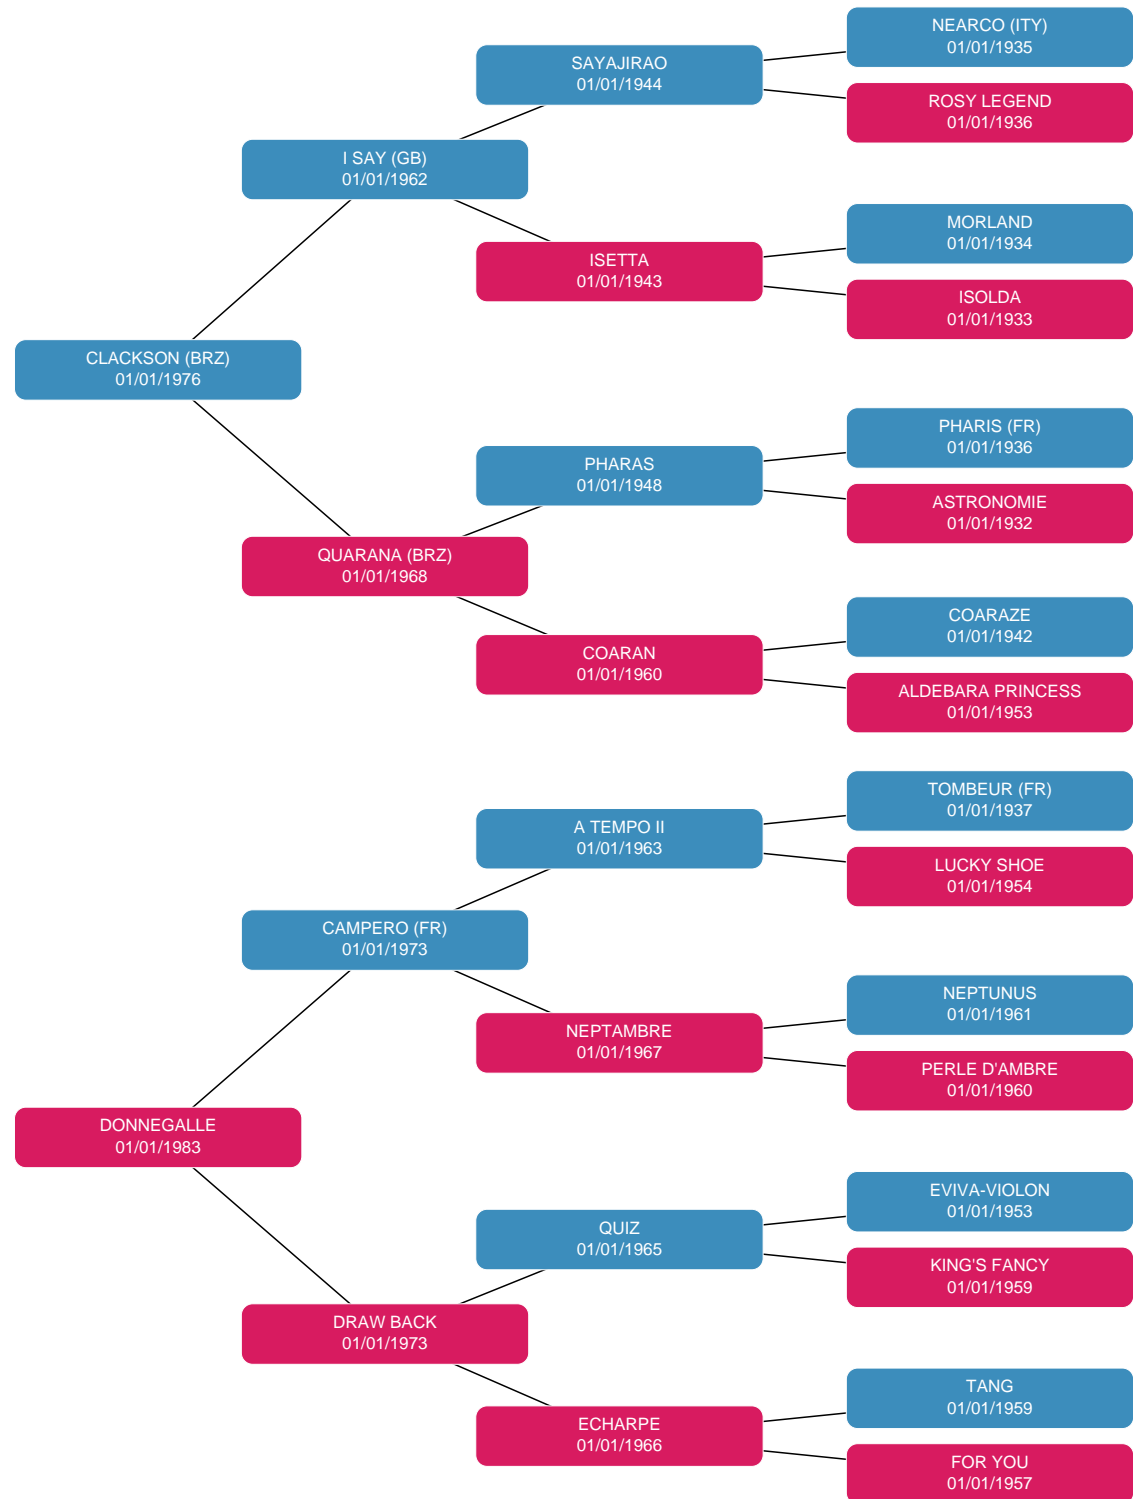 NEARCO (ITY)
01/01/1935
SAYAJIRAO
01/01/1944
ROSY LEGEND
01/01/1936
I SAY (GB)
01/01/1962
MORLAND
01/01/1934
ISETTA
01/01/1943
ISOLDA
01/01/1933
CLACKSON (BRZ)
01/01/1976
PHARIS (FR)
01/01/1936
PHARAS
01/01/1948
ASTRONOMIE
01/01/1932
QUARANA (BRZ)
01/01/1968
COARAZE
01/01/1942
COARAN
01/01/1960
ALDEBARA PRINCESS
01/01/1953
TOMBEUR (FR)
01/01/1937
A TEMPO II
01/01/1963
LUCKY SHOE
01/01/1954
CAMPERO (FR)
01/01/1973
NEPTUNUS
01/01/1961
NEPTAMBRE
01/01/1967
PERLE D'AMBRE
01/01/1960
DONNEGALLE
01/01/1983
EVIVA-VIOLON
01/01/1953
QUIZ
01/01/1965
KING'S FANCY
01/01/1959
DRAW BACK
01/01/1973
TANG
01/01/1959
ECHARPE
01/01/1966
FOR YOU
01/01/1957